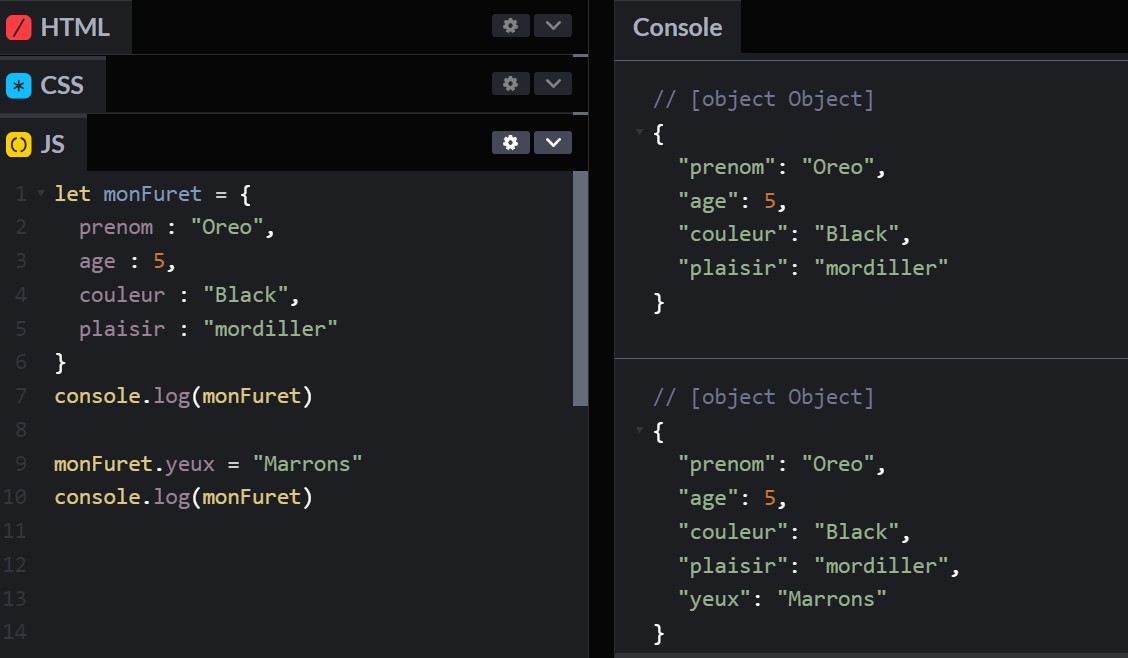 HTML
CSS
JS
1 let monFuret = {
2 prenom : "Oreo",
3 age : 5,
4 couleur : "Black",
5 plaisir : "mordiller"
6 }
7 console.log(monFuret)
8
9 monFuret.yeux = "Marrons"
10 console.log(monFuret)
11
12
13
14
Console
// [object Object]
{
"prenom": "Oreo",
"age": 5,
"couleur": "Black",
"plaisir": "mordiller"
}
// [object Object]
{
"prenom": "Oreo",
"age": 5,
"couleur": "Black",
"plaisir": "mordiller",
"yeux": "Marrons"
}